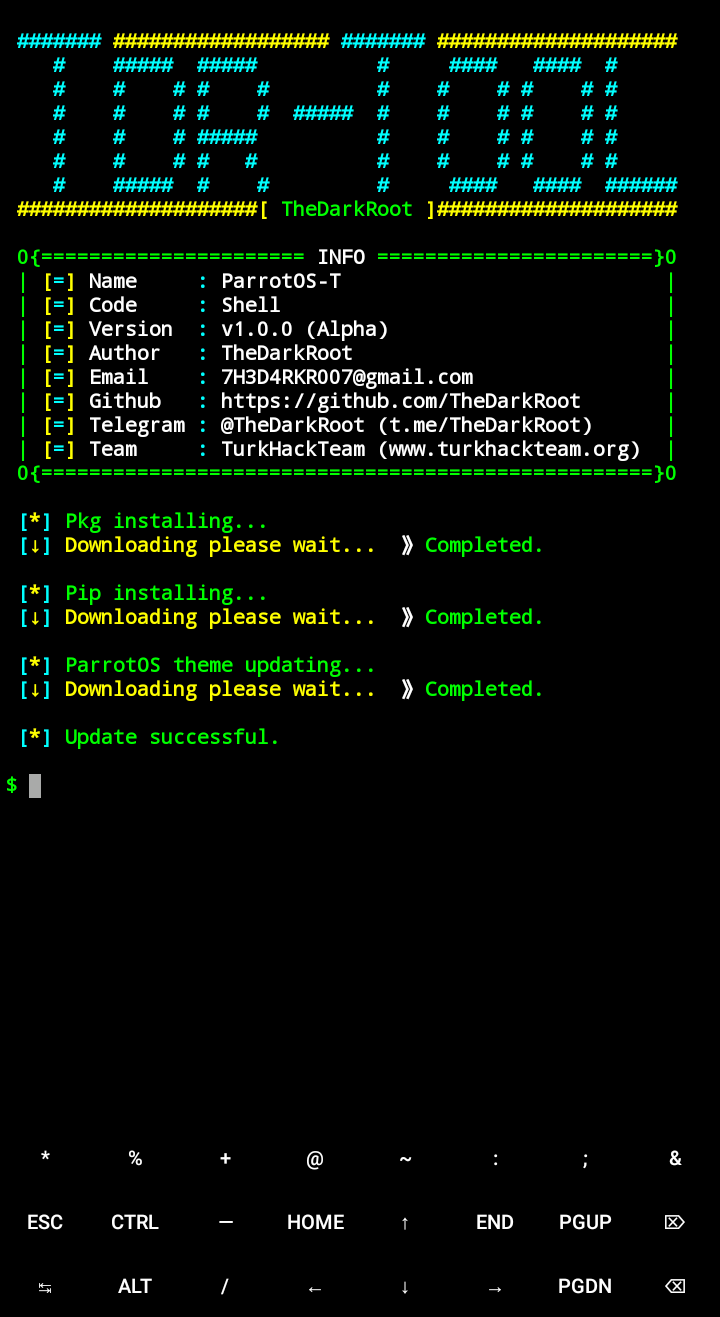 ####### ################## ####### ####################
# ##### ##### # #### #### #
# # # # # # # # # # #
# # # # # ##### # # # # # #
# # # ##### # # # # # #
# # # # # # # # # # #
# ##### # # # #### #### ######
####################[ TheDarkRoot ]####################
O{====================== INFO =======================}O
| [=] Name : ParrotOS-T |
| [=] Code : Shell |
| [=] Version : v1.0.0 (Alpha) |
| [=] Author : TheDarkRoot |
| [=] Email : 7H3D4RKR007@gmail.com |
| [=] Github : https://github.com/TheDarkRoot |
| [=] Telegram : @TheDarkRoot (t.me/TheDarkRoot) |
| [=] Team : TurkHackTeam (www.turkhackteam.org) |
O{===================================================}O
[*] Pkg installing...
[↓] Downloading please wait... ⟫ Completed.
[*] Pip installing...
[↓] Downloading please wait... ⟫ Completed.
[*] ParrotOS theme updating...
[↓] Downloading please wait... ⟫ Completed.
[*] Update successful.
$
* % + @ ~ : ; &
ESC CTRL — HOME ↑ END PGUP ⌦
↹ ALT / ← ↓ → PGDN ⌫